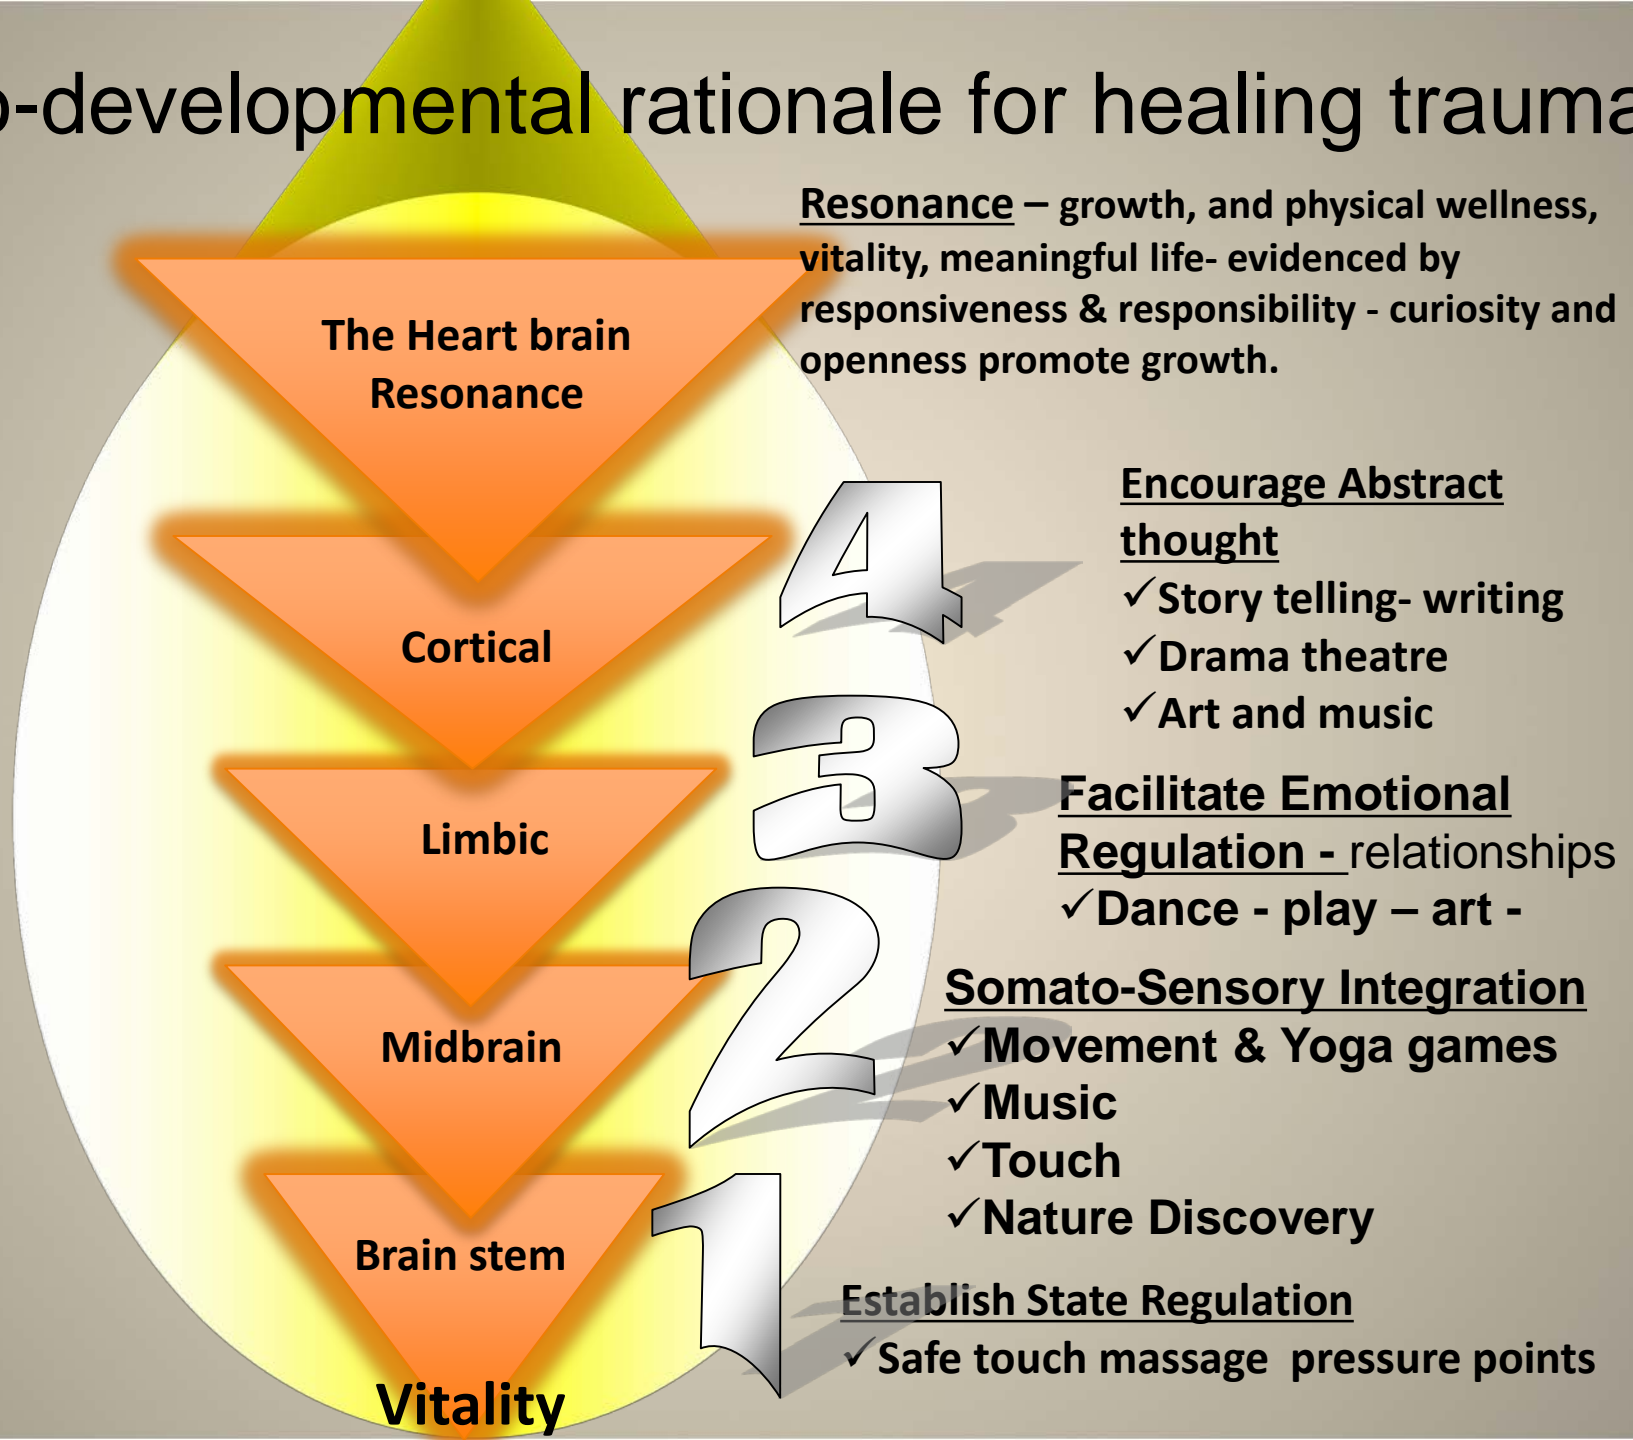 o-developmental rationale for healing trauma
Resonance – growth, and physical wellness,
vitality, meaningful life- evidenced by
responsiveness & responsibility - curiosity and
openness promote growth.
The Heart brain
Resonance
4
Encourage Abstract
thought
✓Story telling- writing
✓Drama theatre
✓Art and music
Cortical
3
Facilitate Emotional
Regulation - relationships
✓Dance - play – art -
Limbic
2
Somato-Sensory Integration
✓Movement & Yoga games
✓Music
✓Touch
✓Nature Discovery
Midbrain
1
Establish State Regulation
✓Safe touch massage pressure points
Brain stem
Vitality